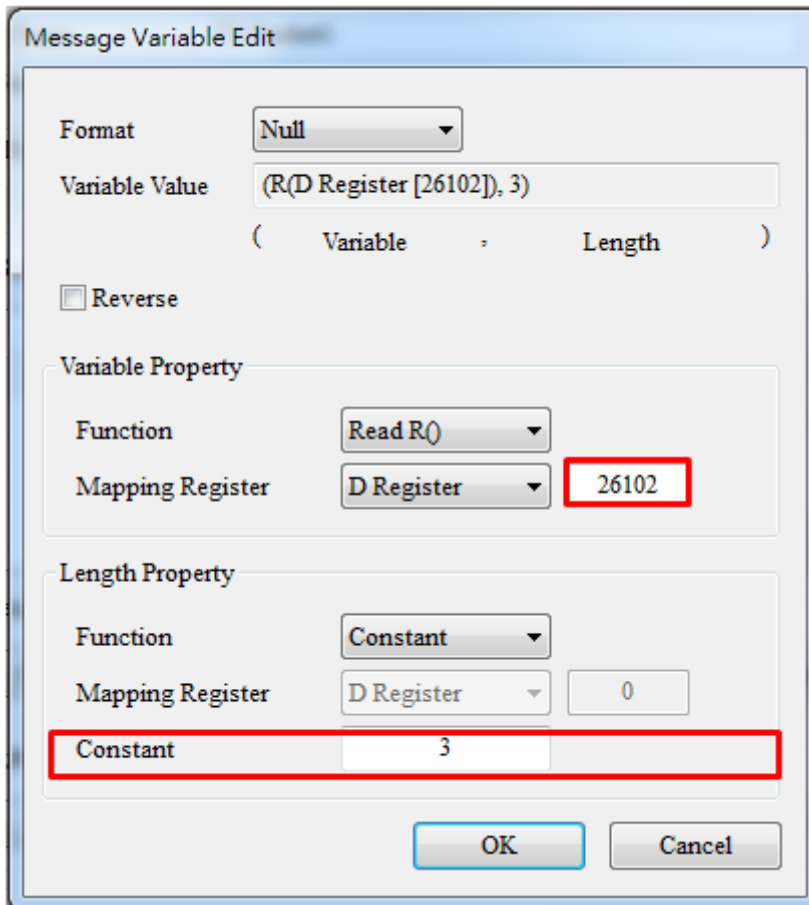 Message Variable Edit
Format Null
Variable Value (R(D Register [26102]), 3)
( Variable , Length )
Reverse
Variable Property
Function Read R()
Mapping Register D Register 26102
Length Property
Function Constant
Mapping Register D Register 0
Constant 3
OK Cancel